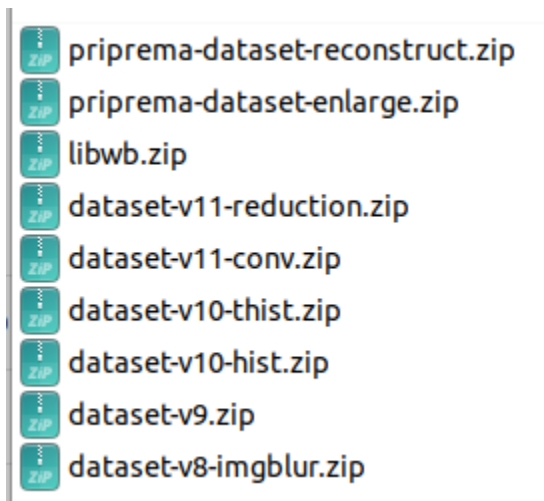 priprema-dataset-reconstruct.zip
priprema-dataset-enlarge.zip
libwb.zip
dataset-v11-reduction.zip
dataset-v11-conv.zip
dataset-v10-thist.zip
dataset-v10-hist.zip
dataset-v9.zip
dataset-v8-imgblur.zip